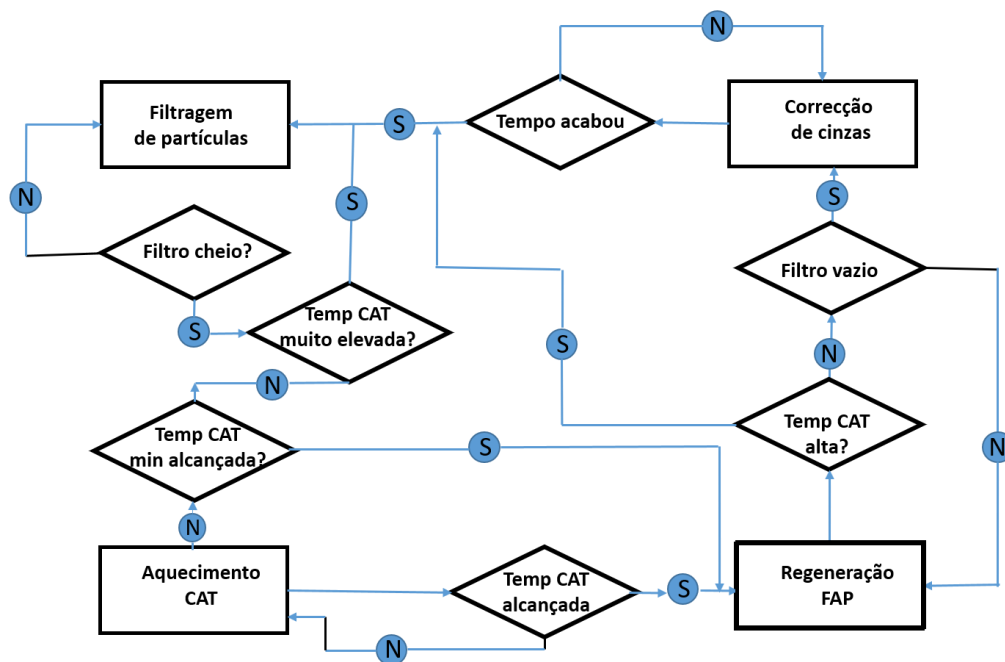 N
Filtragem
de partículas
S
Tempo acabou
Correcção
de cinzas
N
S
S
Filtro cheio?
Filtro vazio
S
Temp CAT
muito elevada?
S
N
N
Temp CAT
min alcançada?
S
Temp CAT
alta?
N
N
Aquecimento
CAT
Temp CAT
alcançada
S
Regeneração
FAP
N